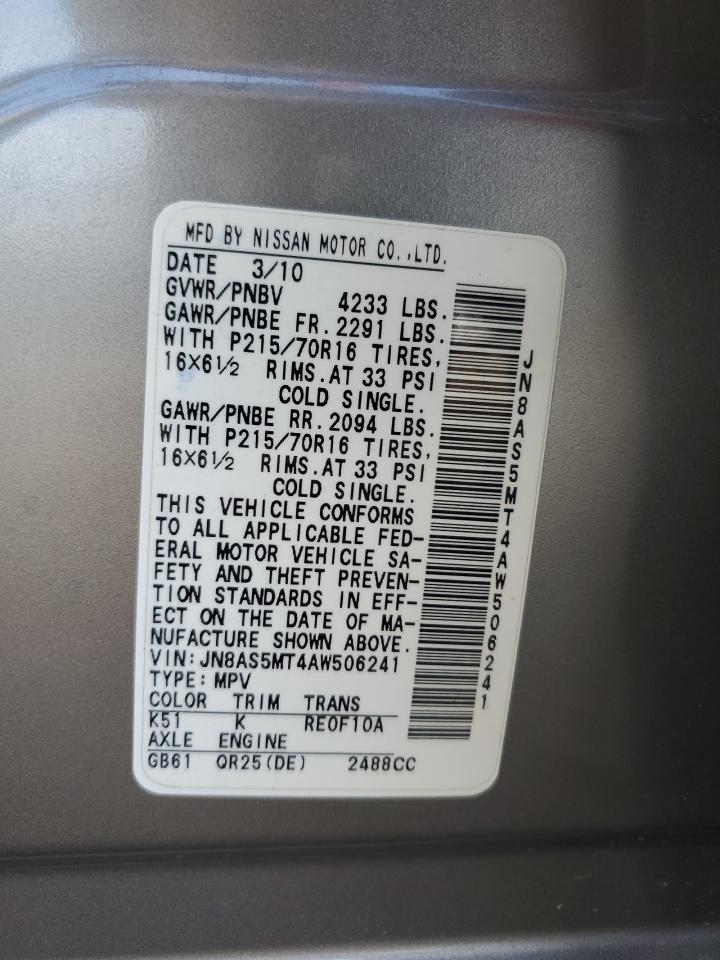 MFD BY NISSAN MOTOR CO.,LTD.
DATE 3/10
GVWR/PNBV 4233 LBS.
GAWR/PNBE FR. 2291 LBS.
WITH P215/70R16 TIRES,
16X6½ RIMS. AT 33 PSI
COLD SINGLE.
GAWR/PNBE RR. 2094 LBS.
WITH P215/70R16 TIRES,
16X6½ RIMS. AT 33 PSI
COLD SINGLE.
THIS VEHICLE CONFORMS
TO ALL APPLICABLE FED-
ERAL MOTOR VEHICLE SA-
FETY AND THEFT PREVEN-
TION STANDARDS IN EFF-
ECT ON THE DATE OF MA-
NUFACTURE SHOWN ABOVE.
VIN:JN8AS5MT4AW506241
TYPE:MPV
COLOR TRIM TRANS
K51 K RE0F10A
AXLE ENGINE
GB61 QR25(DE) 2488CC
JN8AS5MT4AW506241